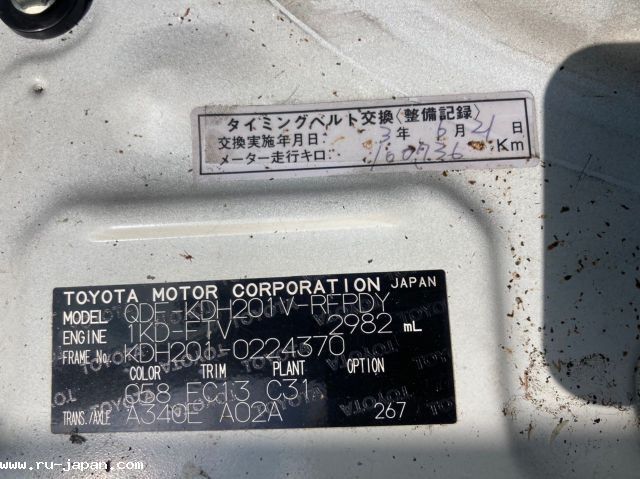 タイミングベルト交換〈整備記録〉
交換実施年月日: 3年 6月 21日
メーター走行キロ: 160736 Km
TOYOTA MOTOR CORPORATION JAPAN
MODEL QDF-KDH201V-RFPDY
ENGINE 1KD-FTV 2982 mL
FRAME No. KDH201-0224370
COLOR TRIM PLANT OPTION
058 FC13 C31
TRANS./AXLE A340E A02A 267
www.ru-japan.com